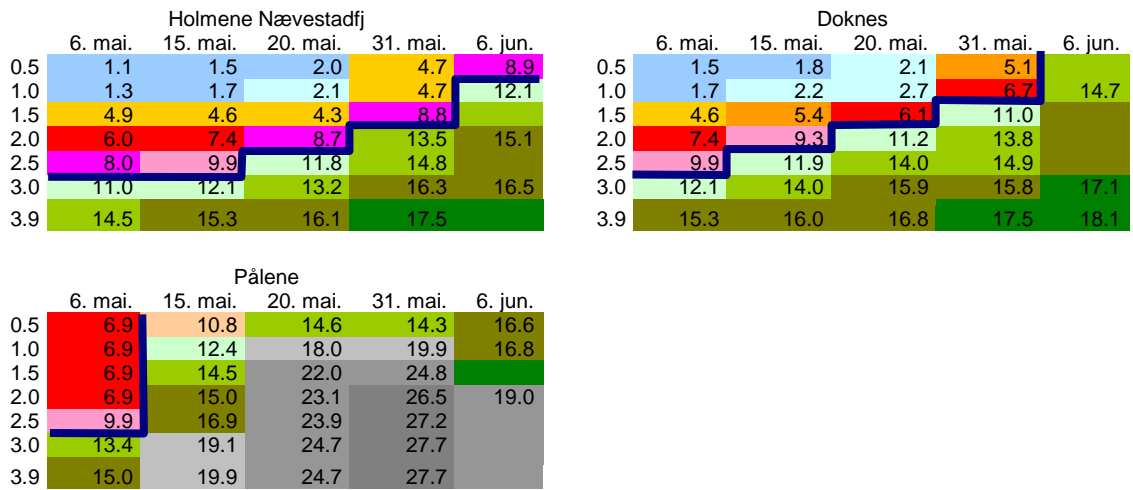 Holmene Nævestadfj
6. mai. 15. mai. 20. mai. 31. mai. 6. jun.
0.5 1.1 1.5 2.0 4.7 8.9
1.0 1.3 1.7 2.1 4.7 12.1
1.5 4.9 4.6 4.3 8.8
2.0 6.0 7.4 8.7 13.5 15.1
2.5 8.0 9.9 11.8 14.8
3.0 11.0 12.1 13.2 16.3 16.5
3.9 14.5 15.3 16.1 17.5
Doknes
6. mai. 15. mai. 20. mai. 31. mai. 6. jun.
0.5 1.5 1.8 2.1 5.1
1.0 1.7 2.2 2.7 6.7 14.7
1.5 4.6 5.4 6.1 11.0
2.0 7.4 9.3 11.2 13.8
2.5 9.9 11.9 14.0 14.9
3.0 12.1 14.0 15.9 15.8 17.1
3.9 15.3 16.0 16.8 17.5 18.1
Pålene
6. mai. 15. mai. 20. mai. 31. mai. 6. jun.
0.5 6.9 10.8 14.6 14.3 16.6
1.0 6.9 12.4 18.0 19.9 16.8
1.5 6.9 14.5 22.0 24.8
2.0 6.9 15.0 23.1 26.5 19.0
2.5 9.9 16.9 23.9 27.2
3.0 13.4 19.1 24.7 27.7
3.9 15.0 19.9 24.7 27.7